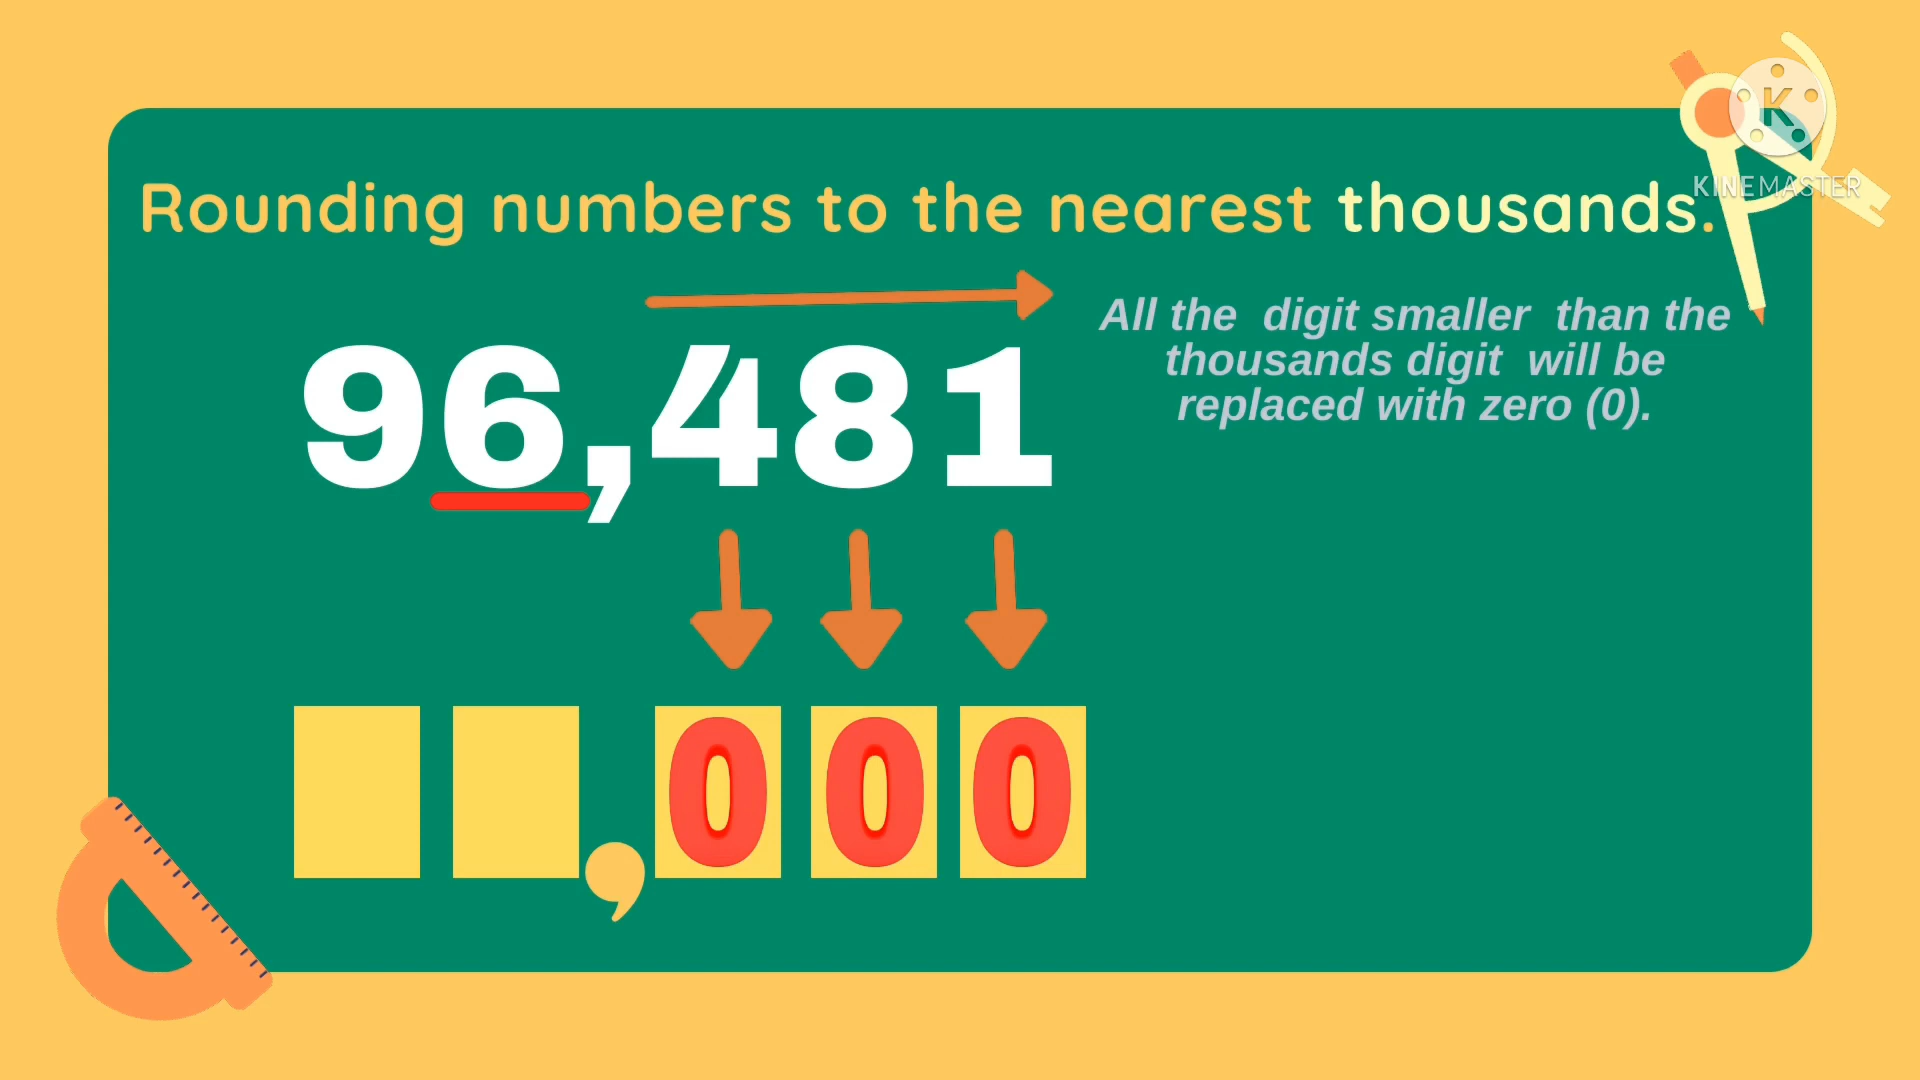 K
KINEMASTER
Rounding numbers to the nearest thousands.
96,481
All the digit smaller than the
thousands digit will be
replaced with zero (0).
,000